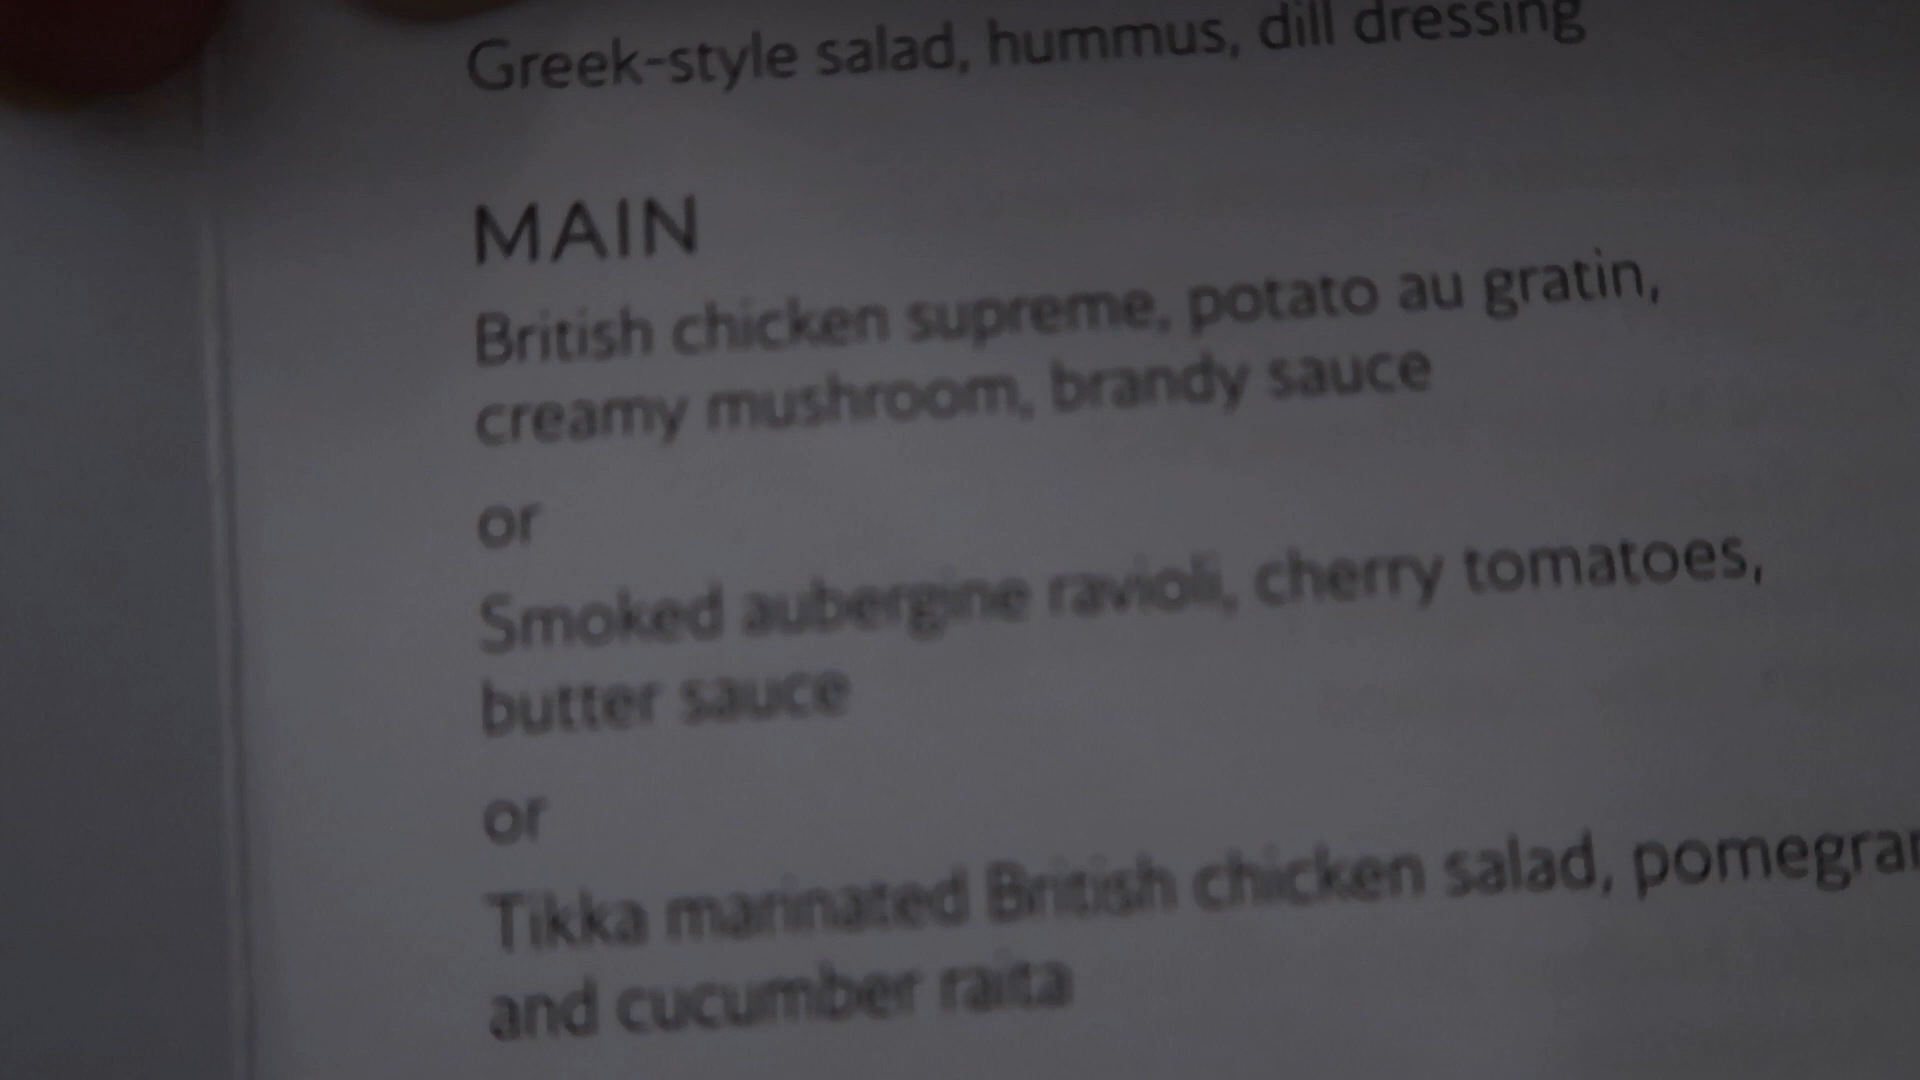 Greek-style salad, hummus, dill dressing
MAIN
British chicken supreme, potato au gratin,
creamy mushroom, brandy sauce
or
Smoked aubergine ravioli, cherry tomatoes,
butter sauce
or
Tikka marinated British chicken salad,
and cucumber raita